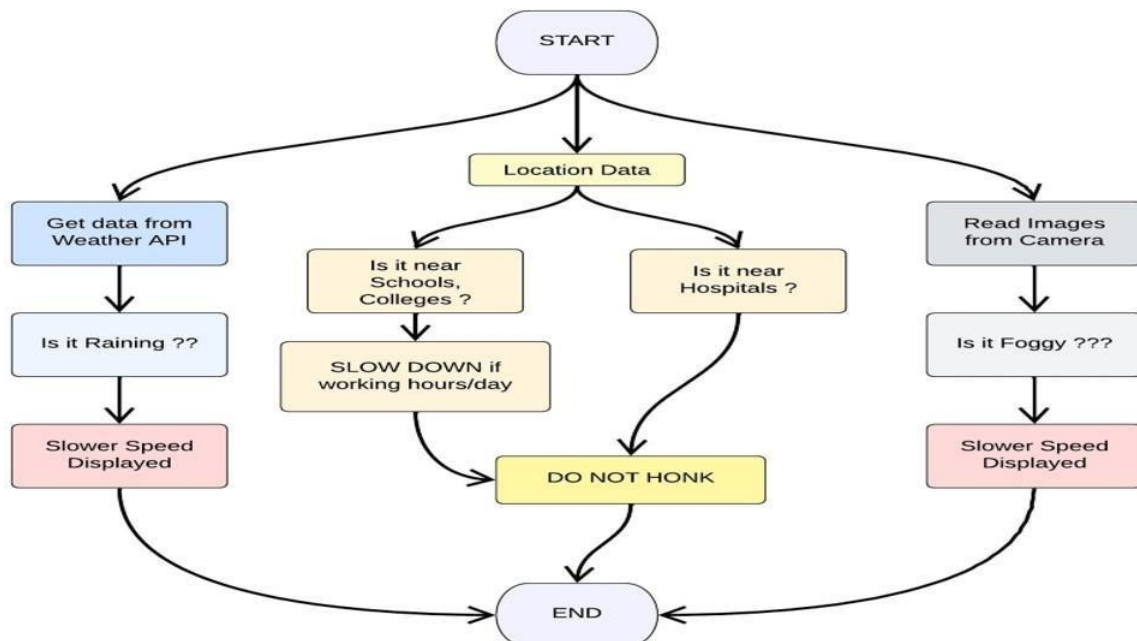 START
Location Data
Get data from
Weather API
Read Images
from Camera
Is it near
Schools,
Colleges ?
Is it near
Hospitals ?
Is it Raining ??
Is it Foggy ???
SLOW DOWN if
working hours/day
Slower Speed
Displayed
Slower Speed
Displayed
DO NOT HONK
END